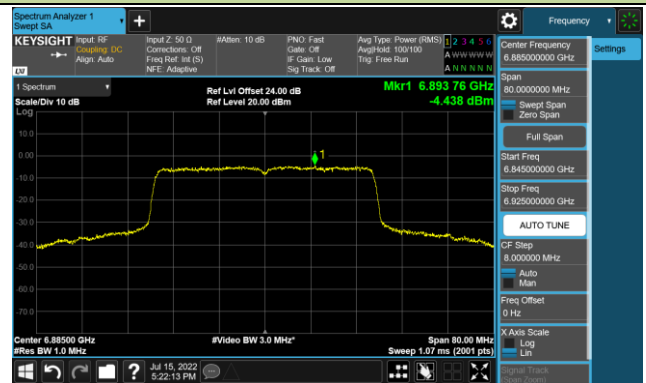 Spectrum Analyzer 1
Swept SA
Frequency
KEYSIGHT
Input: RF
Coupling: DC
Align: Auto
Input Z: 50 Ω
Corrections: Off
Freq Ref: Int (S)
NFE: Adaptive
#Atten: 10 dB
PNO: Fast
Gate: Off
IF Gain: Low
Sig Track: Off
Avg Type: Power (RMS)
Avg|Hold: 100/100
Trig: Free Run
1 2 3 4 5 6
A W W W W W
A N N N N N
LXI
1 Spectrum
Scale/Div 10 dB
Log
Ref Lvl Offset 24.00 dB
Ref Level 20.00 dBm
Mkr1 6.893 76 GHz
-4.438 dBm
10.0
0.00
-10.0
-20.0
-30.0
-40.0
-50.0
-60.0
-70.0
1
Center 6.88500 GHz
#Res BW 1.0 MHz
#Video BW 3.0 MHz*
Span 80.00 MHz
Sweep 1.07 ms (2001 pts)
Jul 15, 2022
5:22:13 PM
Center Frequency
6.885000000 GHz
Span
80.0000000 MHz
Swept Span
Zero Span
Full Span
Start Freq
6.845000000 GHz
Stop Freq
6.925000000 GHz
AUTO TUNE
CF Step
8.000000 MHz
Auto
Man
Freq Offset
0 Hz
X Axis Scale
Log
Lin
Signal Track
(Span Zoom)
Settings